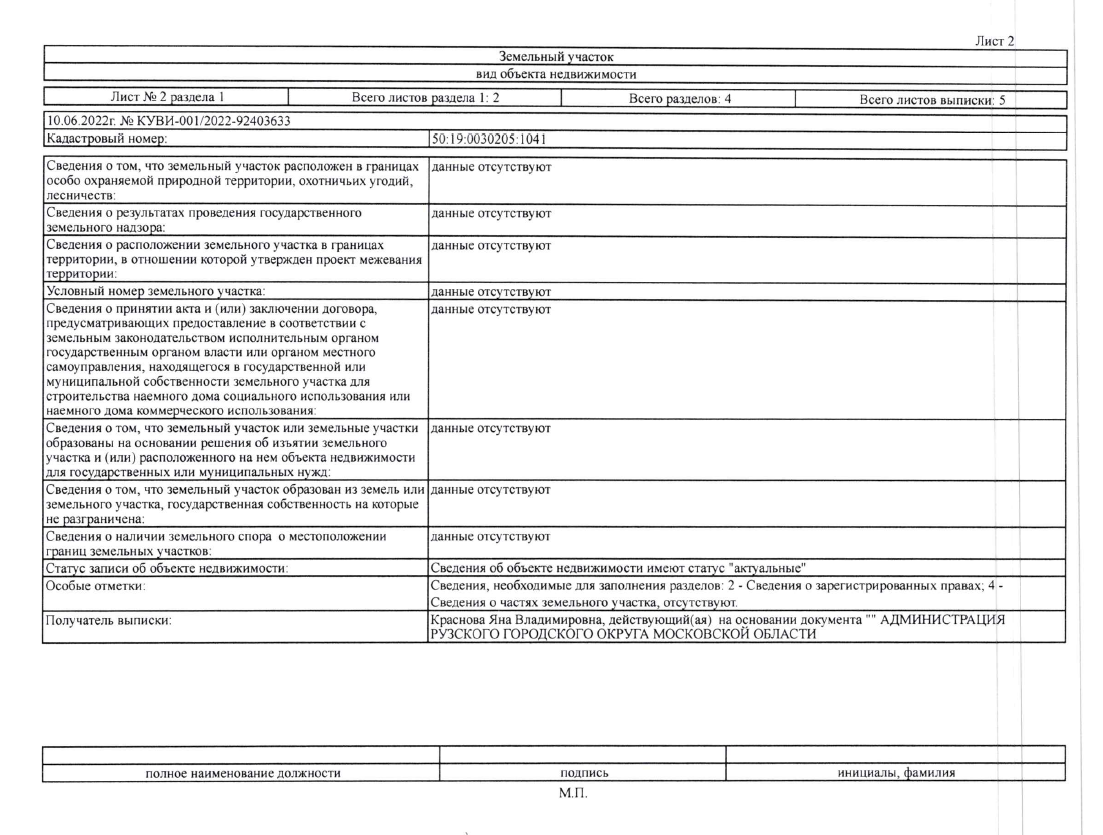 Лист 2
Земельный участок
вид объекта недвижимости
Лист № 2 раздела 1
Всего листов раздела 1: 2
Всего разделов: 4
Всего листов выписки: 5
10.06.2022г. № КУВИ-001/2022-92403633
Кадастровый номер:
50:19:0030205:1041
Сведения о том, что земельный участок расположен в границах
особо охраняемой природной территории, охотничьих угодий,
лесничеств:
данные отсутствуют
Сведения о результатах проведения государственного
земельного надзора:
данные отсутствуют
Сведения о расположении земельного участка в границах
территории, в отношении которой утвержден проект межевания
территории:
данные отсутствуют
Условный номер земельного участка:
данные отсутствуют
Сведения о принятии акта и (или) заключении договора,
предусматривающих предоставление в соответствии с
земельным законодательством исполнительным органом
государственным органом власти или органом местного
самоуправления, находящегося в государственной или
муниципальной собственности земельного участка для
строительства наемного дома социального использования или
наемного дома коммерческого использования:
данные отсутствуют
Сведения о том, что земельный участок или земельные участки
образованы на основании решения об изъятии земельного
участка и (или) расположенного на нем объекта недвижимости
для государственных или муниципальных нужд:
данные отсутствуют
Сведения о том, что земельный участок образован из земель или
земельного участка, государственная собственность на которые
не разграничена:
данные отсутствуют
Сведения о наличии земельного спора о местоположении
границ земельных участков:
данные отсутствуют
Статус записи об объекте недвижимости:
Сведения об объекте недвижимости имеют статус "актуальные"
Особые отметки:
Сведения, необходимые для заполнения разделов: 2 - Сведения о зарегистрированных правах; 4 -
Сведения о частях земельного участка, отсутствуют.
Получатель выписки:
Краснова Яна Владимировна, действующий(ая) на основании документа "" АДМИНИСТРАЦИЯ
РУЗСКОГО ГОРОДСКОГО ОКРУГА МОСКОВСКОЙ ОБЛАСТИ
полное наименование должности
подпись
инициалы, фамилия
М.П.